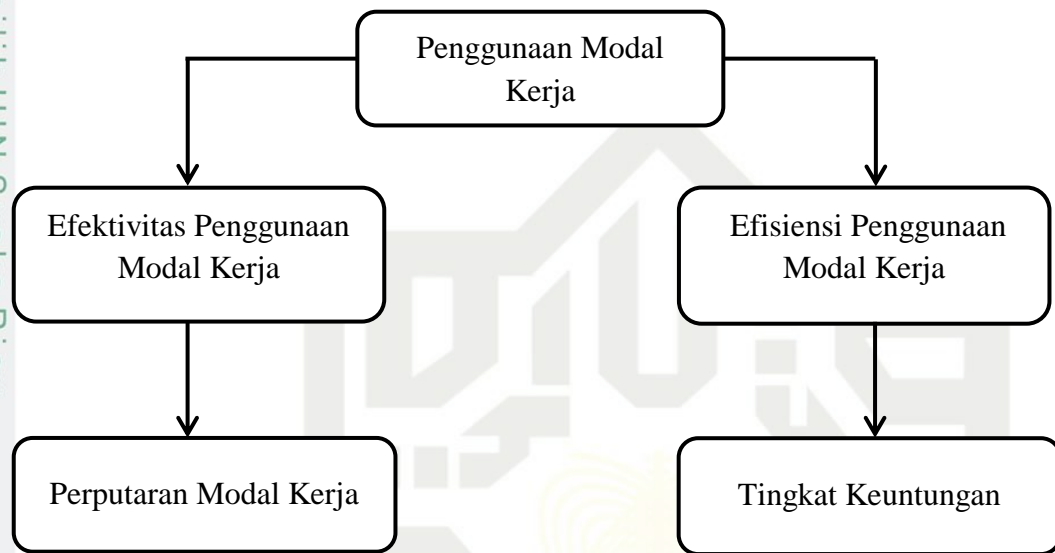 Penggunaan Modal
Kerja
Efektivitas Penggunaan
Modal Kerja
Efisiensi Penggunaan
Modal Kerja
Perputaran Modal Kerja
Tingkat Keuntungan